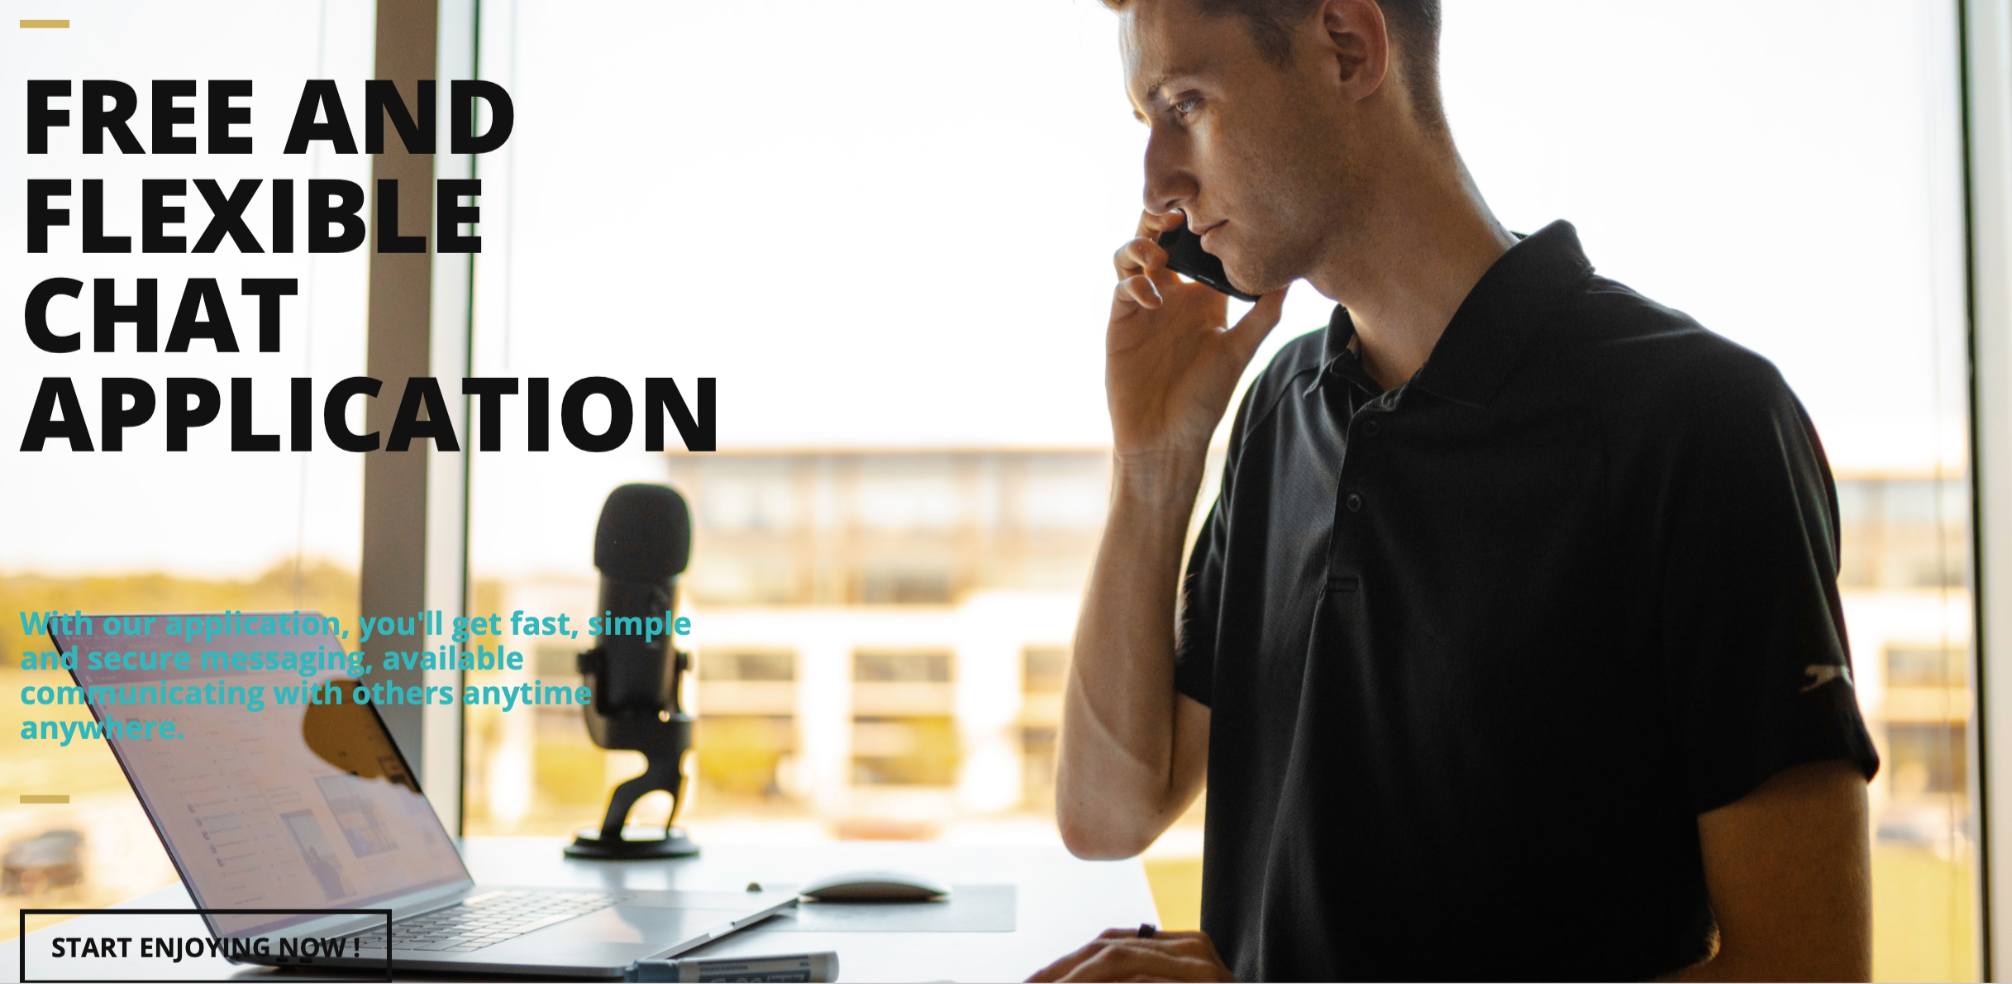 FREE AND
FLEXIBLE
CHAT
APPLICATION
With our application, you'll get fast, simple
and secure messaging, available
communicating with others anytime
anywhere.
START ENJOYING NOW !